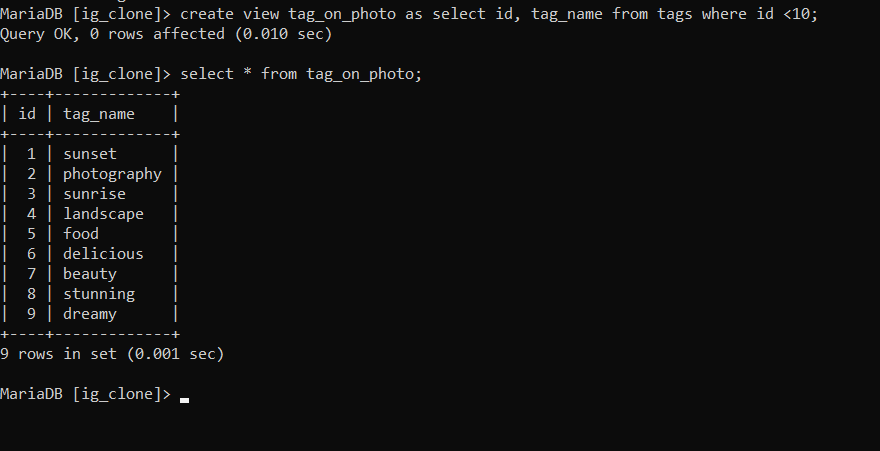 MariaDB [ig_clone]> create view tag_on_photo as select id, tag_name from tags where id <10;
Query OK, 0 rows affected (0.010 sec)
MariaDB [ig_clone]> select * from tag_on_photo;
+----+-------------+
| id | tag_name    |
+----+-------------+
|  1 | sunset      |
|  2 | photography |
|  3 | sunrise     |
|  4 | landscape   |
|  5 | food        |
|  6 | delicious   |
|  7 | beauty      |
|  8 | stunning    |
|  9 | dreamy      |
+----+-------------+
9 rows in set (0.001 sec)
MariaDB [ig_clone]>